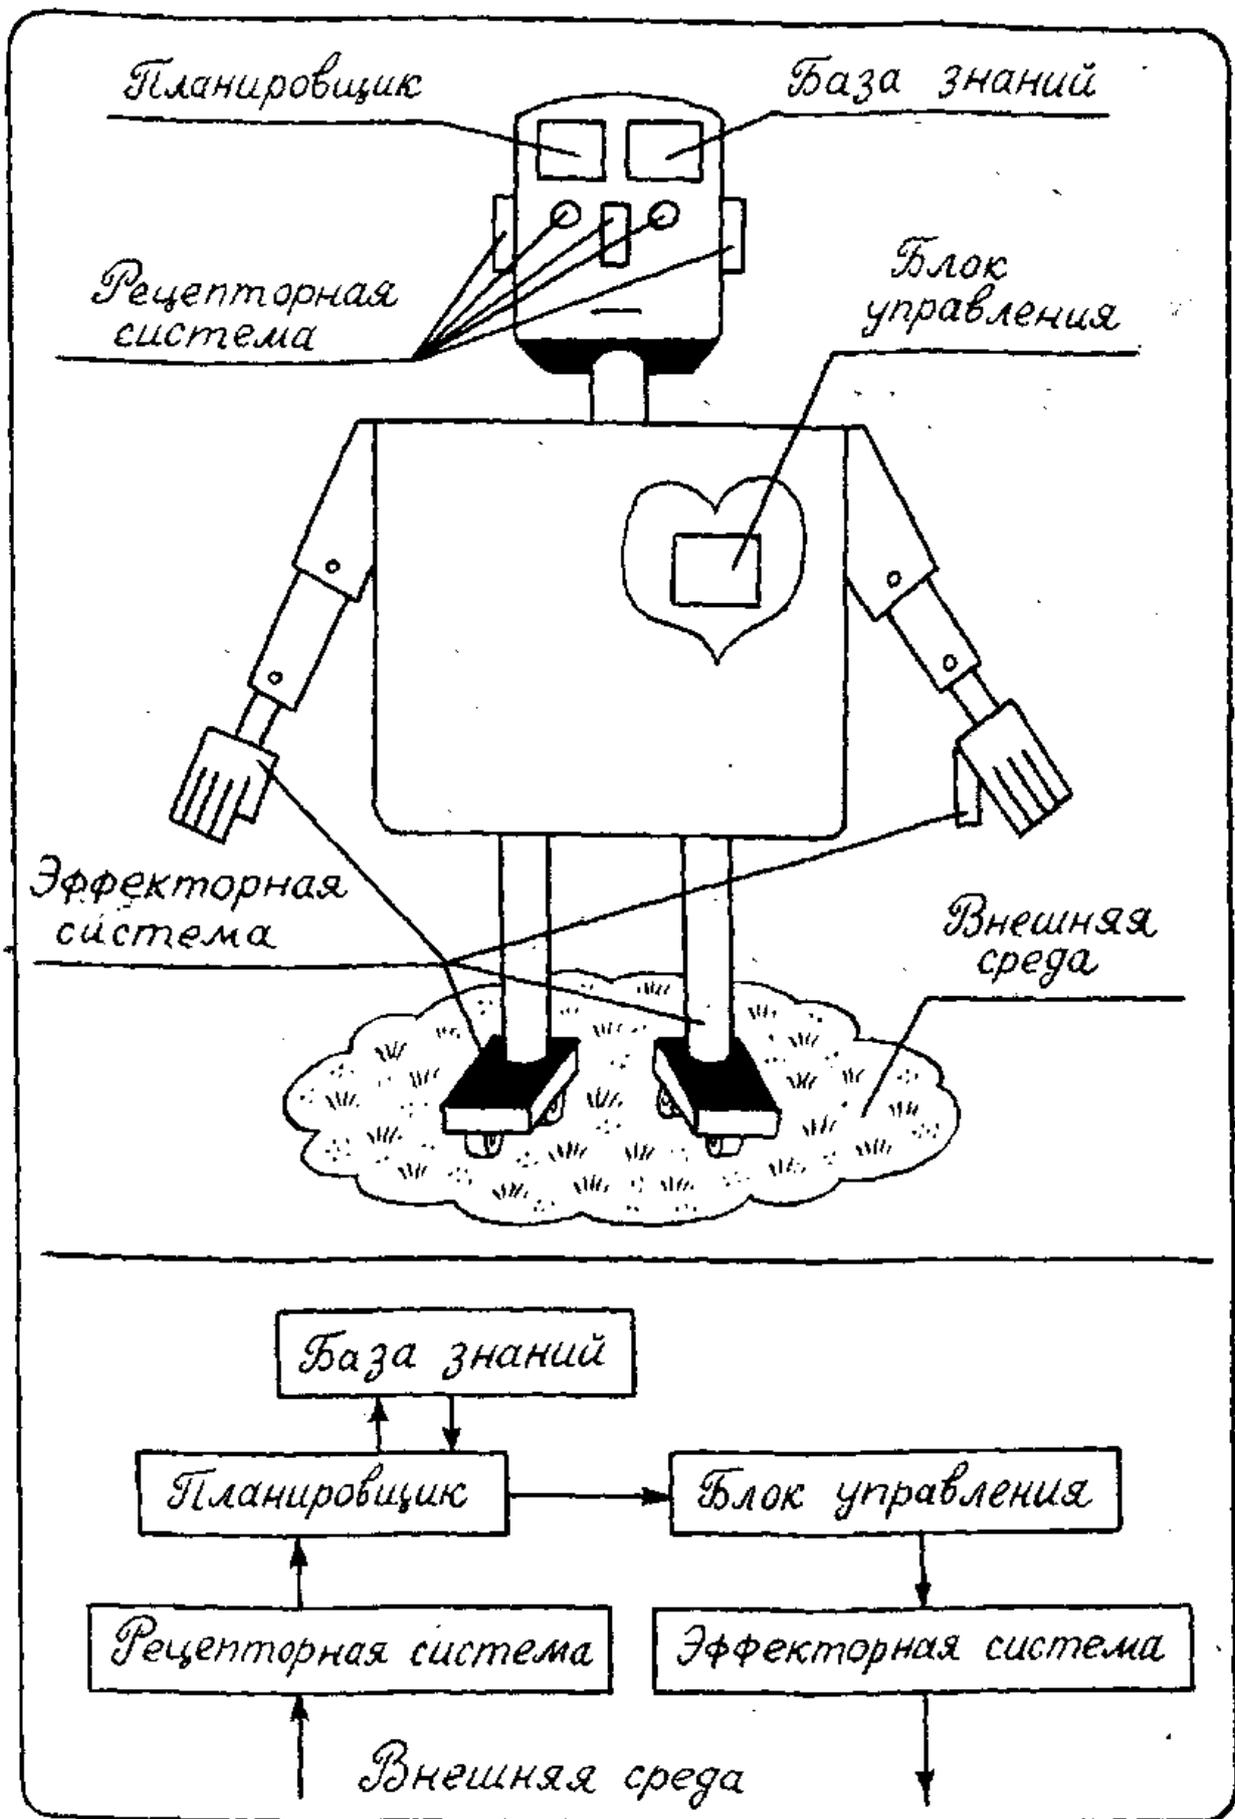 Планировщик
База знаний
Рецепторная
система
Блок
управления
Эффекторная
система
Внешняя
среда
База знаний
Планировщик
Блок управления
Рецепторная система
Эффекторная система
Внешняя среда